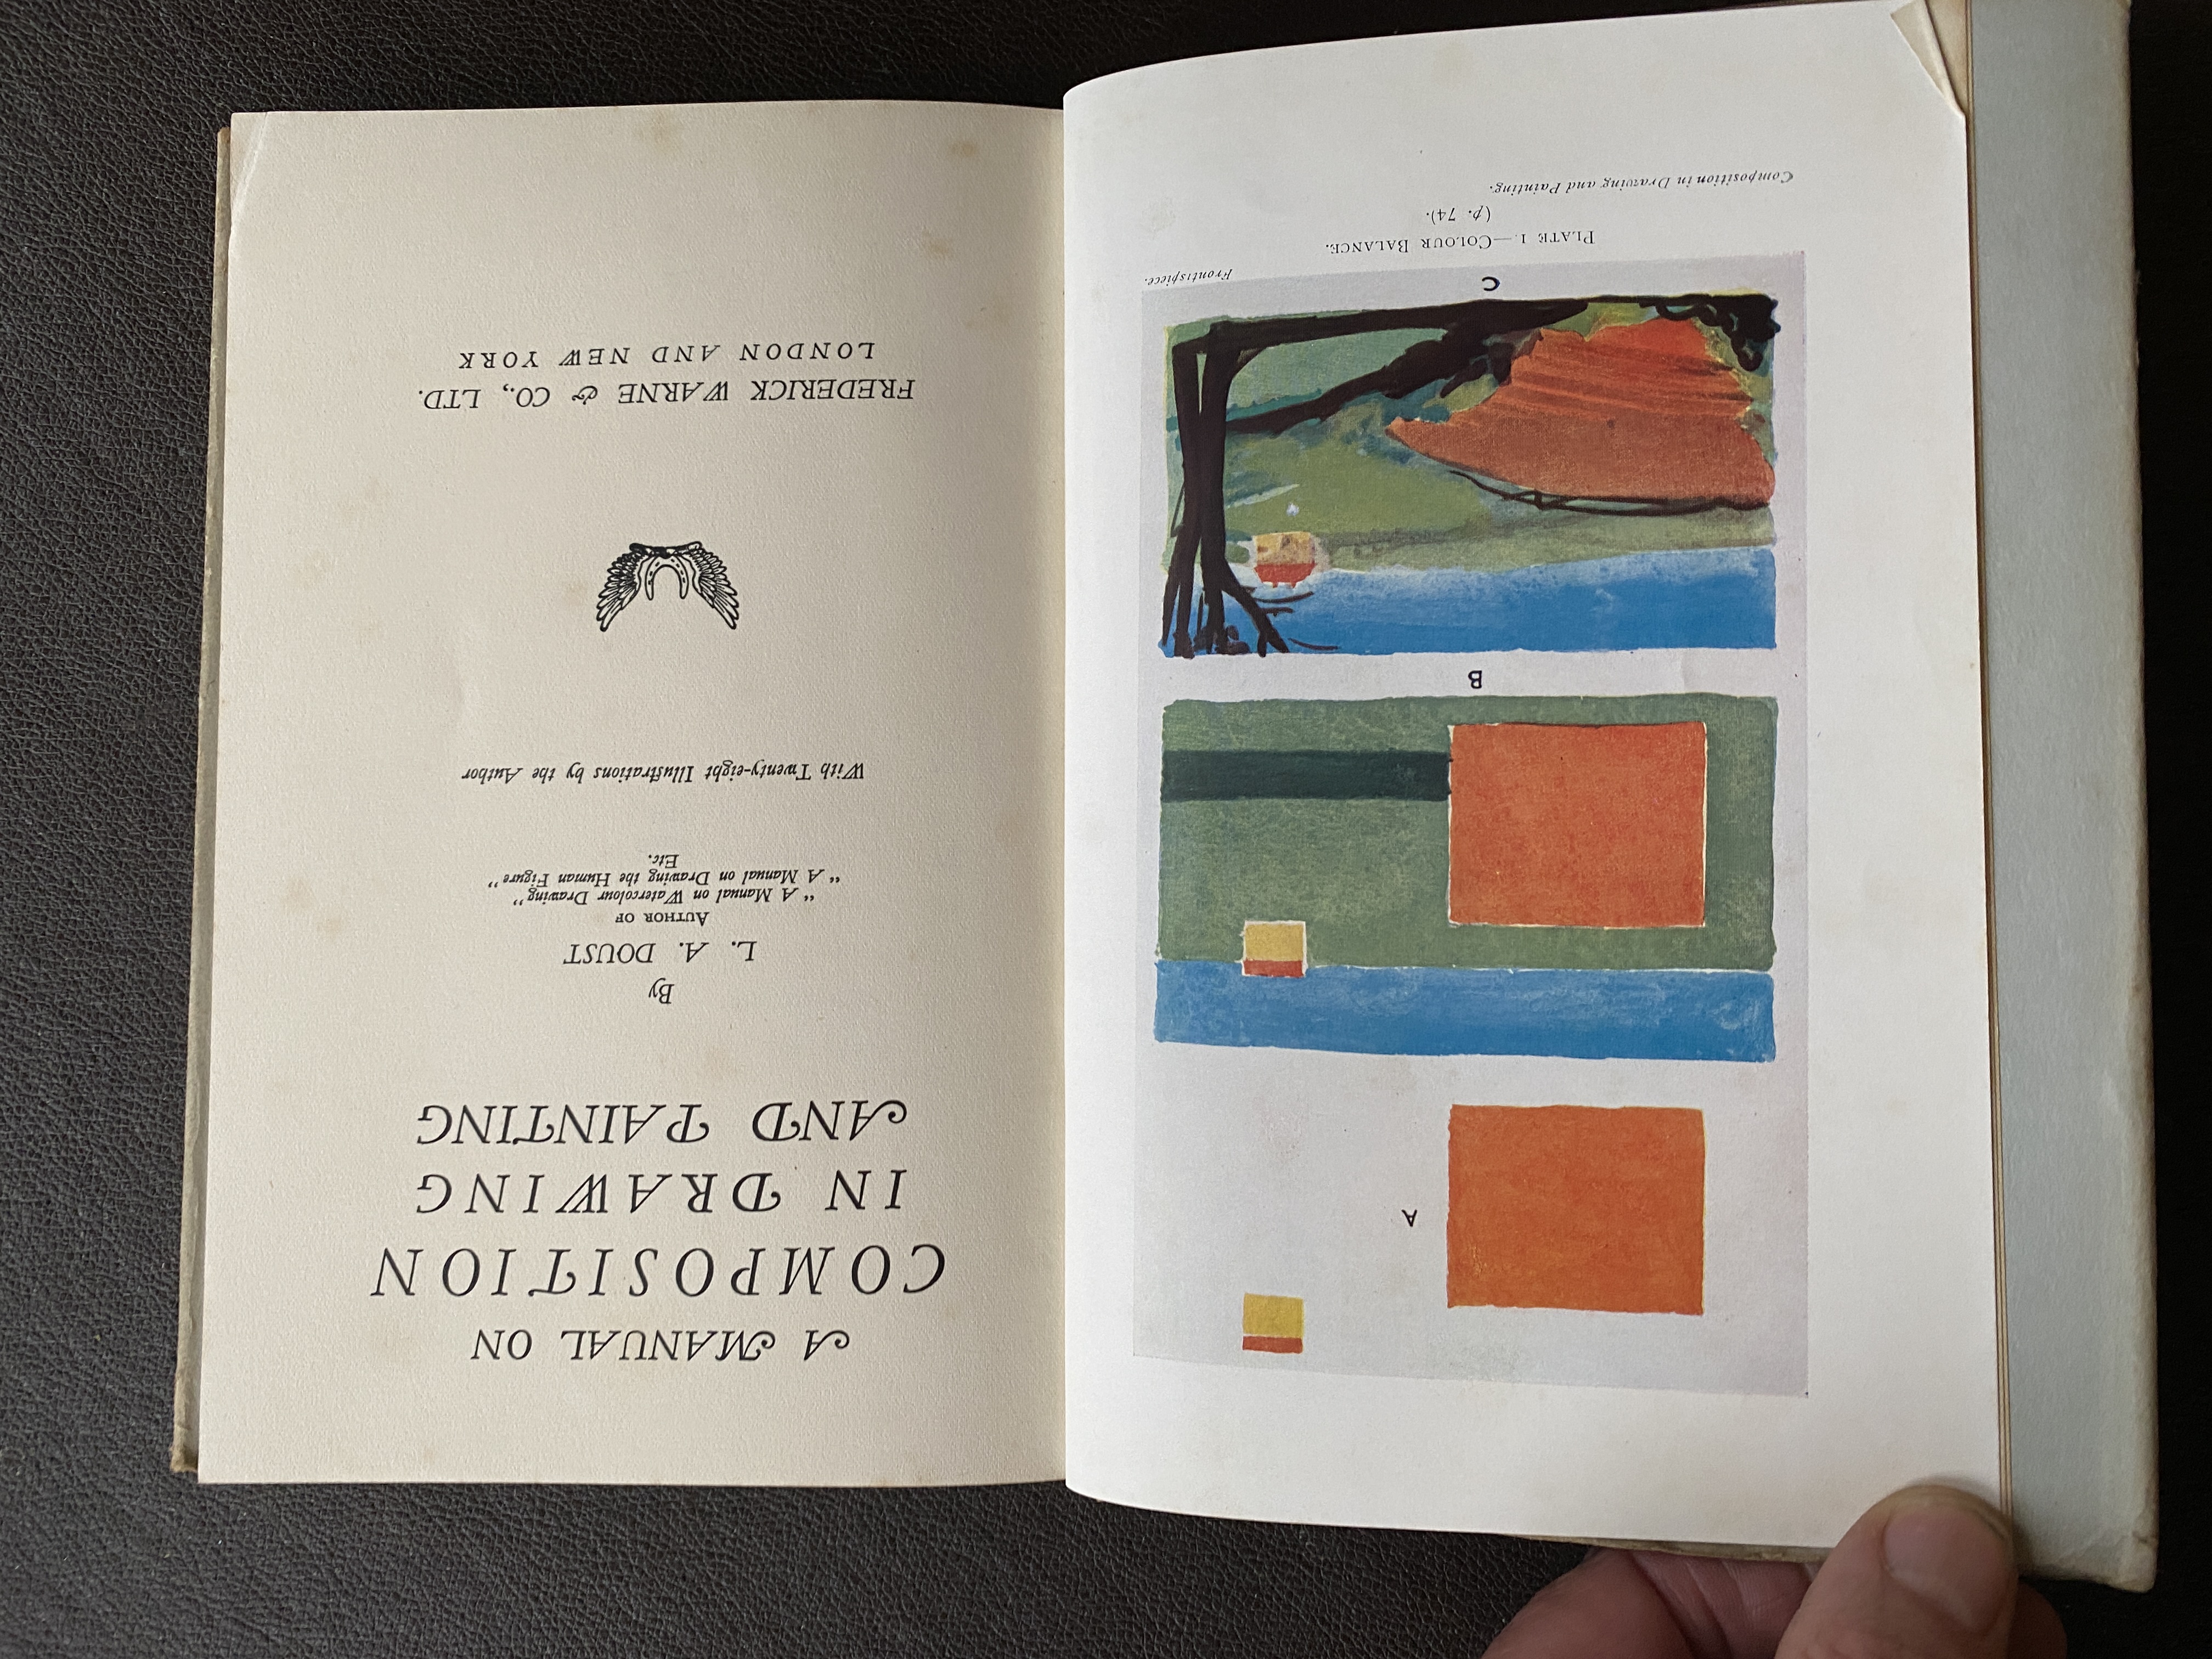 A
B
C
Frontispiece.
PLATE 1.—COLOUR BALANCE.
(p. 74).
Composition in Drawing and Painting.
A MANUAL ON
COMPOSITION
IN DRAWING
AND PAINTING
By
L. A. DOUST
AUTHOR OF
“A Manual on Watercolour Drawing”
“A Manual on Drawing the Human Figure”
Etc.
With Twenty-eight Illustrations by the Author
FREDERICK WARNE & CO., LTD.
LONDON AND NEW YORK